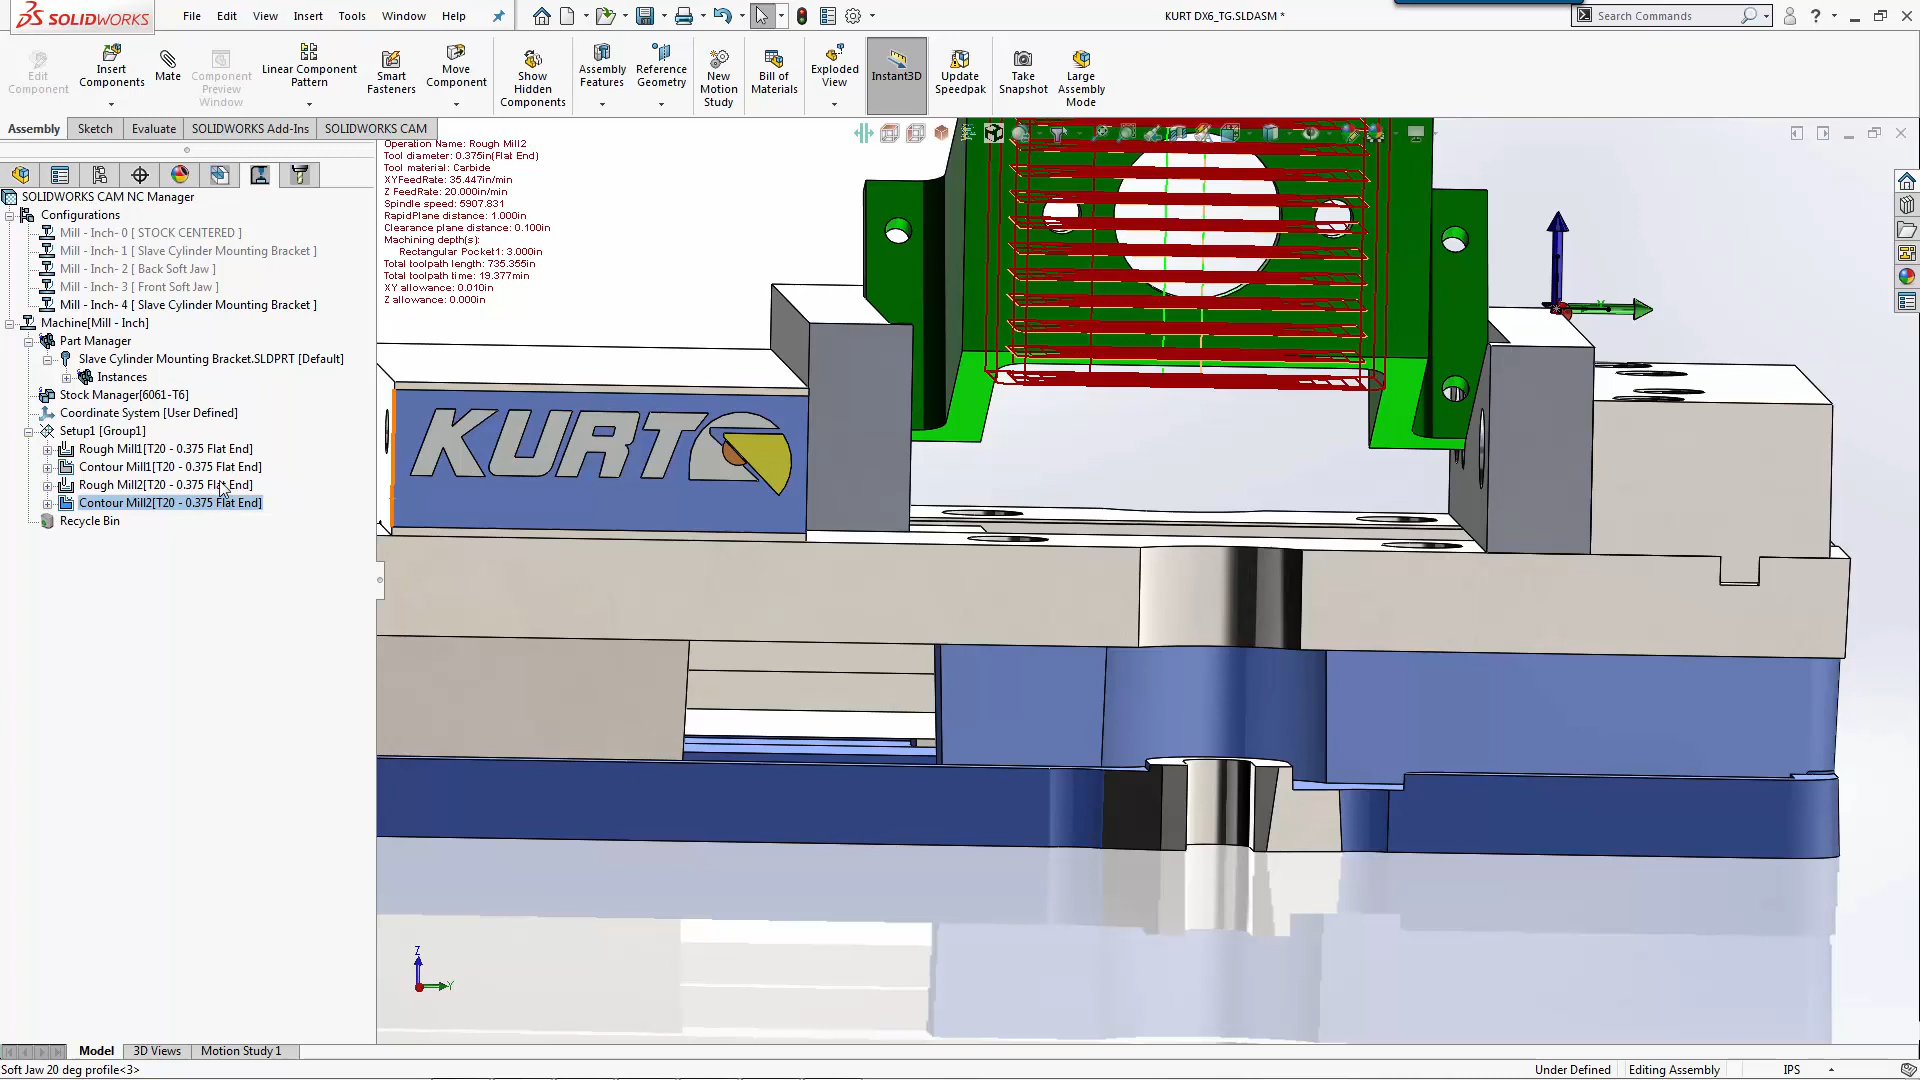 SOLIDWORKS
File Edit View Insert Tools Window Help
KURT DX6_TG.SLDASM *
Search Commands
Edit Component
Insert Components
Mate
Component Preview Window
Linear Component Pattern
Smart Fasteners
Move Component
Show Hidden Components
Assembly Features
Reference Geometry
New Motion Study
Bill of Materials
Exploded View
Instant3D
Update Speedpak
Take Snapshot
Large Assembly Mode
Assembly Sketch Evaluate SOLIDWORKS Add-Ins SOLIDWORKS CAM
Operation Name: Rough Mill2
Tool diameter: 0.375in(Flat End)
Tool material: Carbide
XYFeedRate: 35.447in/min
Z FeedRate: 20.000in/min
Spindle speed: 5907.831
RapidPlane distance: 1.000in
Clearance plane distance: 0.100in
Machining depth(s):
Rectangular Pocket1: 3.000in
Total toolpath length: 735.355in
Total toolpath time: 19.377min
XY allowance: 0.010in
Z allowance: 0.000in
SOLIDWORKS CAM NC Manager
Configurations
Mill - Inch- 0 [ STOCK CENTERED ]
Mill - Inch- 1 [ Slave Cylinder Mounting Bracket ]
Mill - Inch- 2 [ Back Soft Jaw ]
Mill - Inch- 3 [ Front Soft Jaw ]
Mill - Inch- 4 [ Slave Cylinder Mounting Bracket ]
Machine[Mill - Inch]
Part Manager
Slave Cylinder Mounting Bracket.SLDPRT [Default]
Instances
Stock Manager[6061-T6]
Coordinate System [User Defined]
Setup1 [Group1]
Rough Mill1[T20 - 0.375 Flat End]
Contour Mill1[T20 - 0.375 Flat End]
Rough Mill2[T20 - 0.375 Flat End]
Contour Mill2[T20 - 0.375 Flat End]
Recycle Bin
KURT
Z
Y
Model 3D Views Motion Study 1
Soft Jaw 20 deg profile<3>
Under Defined Editing Assembly IPS